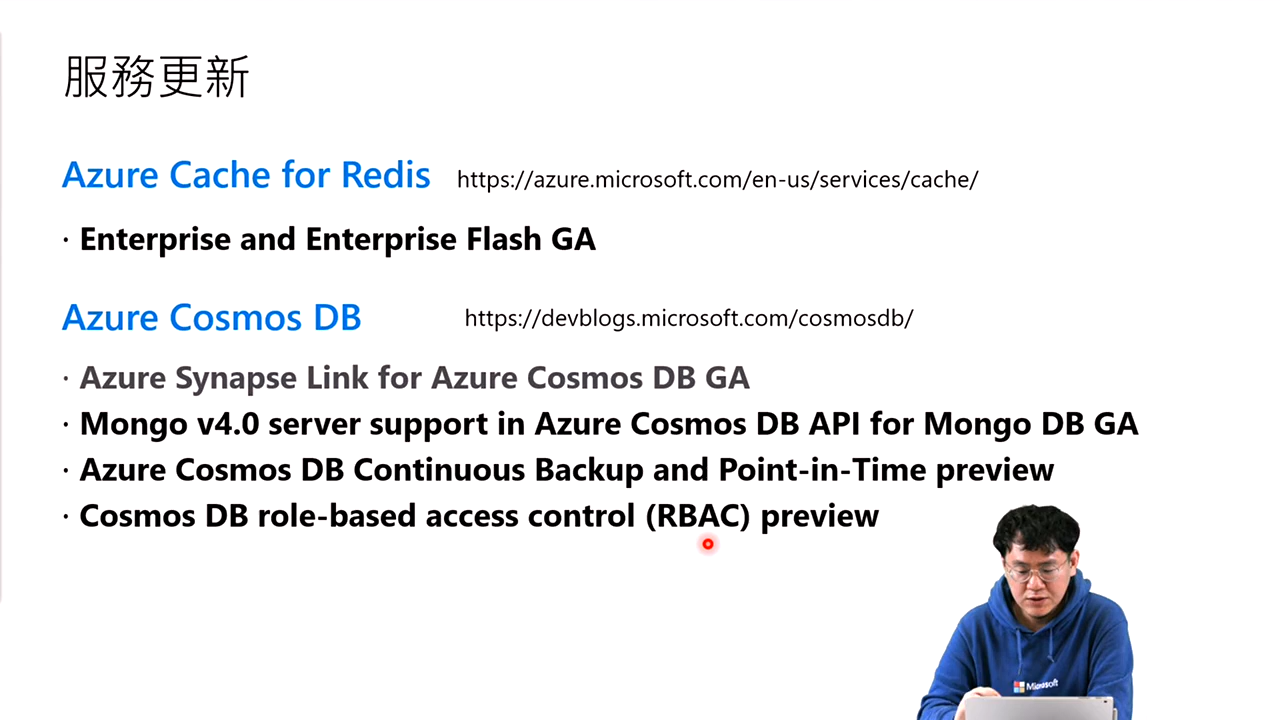 服務更新
Azure Cache for Redis https://azure.microsoft.com/en-us/services/cache/
· Enterprise and Enterprise Flash GA
Azure Cosmos DB https://devblogs.microsoft.com/cosmosdb/
· Azure Synapse Link for Azure Cosmos DB GA
· Mongo v4.0 server support in Azure Cosmos DB API for Mongo DB GA
· Azure Cosmos DB Continuous Backup and Point-in-Time preview
· Cosmos DB role-based access control (RBAC) preview
Microsoft